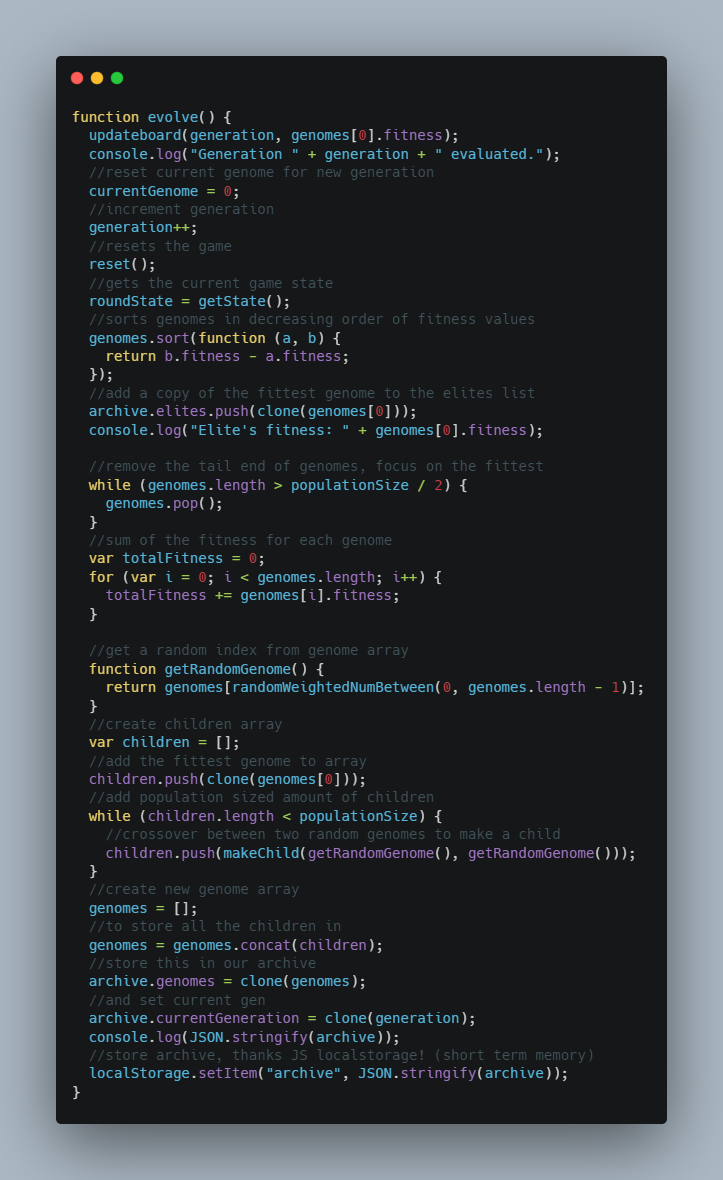 function evolve() {
  updateboard(generation, genomes[0].fitness);
  console.log("Generation " + generation + " evaluated.");
  //reset current genome for new generation
  currentGenome = 0;
  //increment generation
  generation++;
  //resets the game
  reset();
  //gets the current game state
  roundState = getState();
  //sorts genomes in decreasing order of fitness values
  genomes.sort(function (a, b) {
    return b.fitness - a.fitness;
  });
  //add a copy of the fittest genome to the elites list
  archive.elites.push(clone(genomes[0]));
  console.log("Elite's fitness: " + genomes[0].fitness);

  //remove the tail end of genomes, focus on the fittest
  while (genomes.length > populationSize / 2) {
    genomes.pop();
  }
  //sum of the fitness for each genome
  var totalFitness = 0;
  for (var i = 0; i < genomes.length; i++) {
    totalFitness += genomes[i].fitness;
  }

  //get a random index from genome array
  function getRandomGenome() {
    return genomes[randomWeightedNumBetween(0, genomes.length - 1)];
  }
  //create children array
  var children = [];
  //add the fittest genome to array
  children.push(clone(genomes[0]));
  //add population sized amount of children
  while (children.length < populationSize) {
    //crossover between two random genomes to make a child
    children.push(makeChild(getRandomGenome(), getRandomGenome()));
  }
  //create new genome array
  genomes = [];
  //to store all the children in
  genomes = genomes.concat(children);
  //store this in our archive
  archive.genomes = clone(genomes);
  //and set current gen
  archive.currentGeneration = clone(generation);
  console.log(JSON.stringify(archive));
  //store archive, thanks JS localstorage! (short term memory)
  localStorage.setItem("archive", JSON.stringify(archive));
}